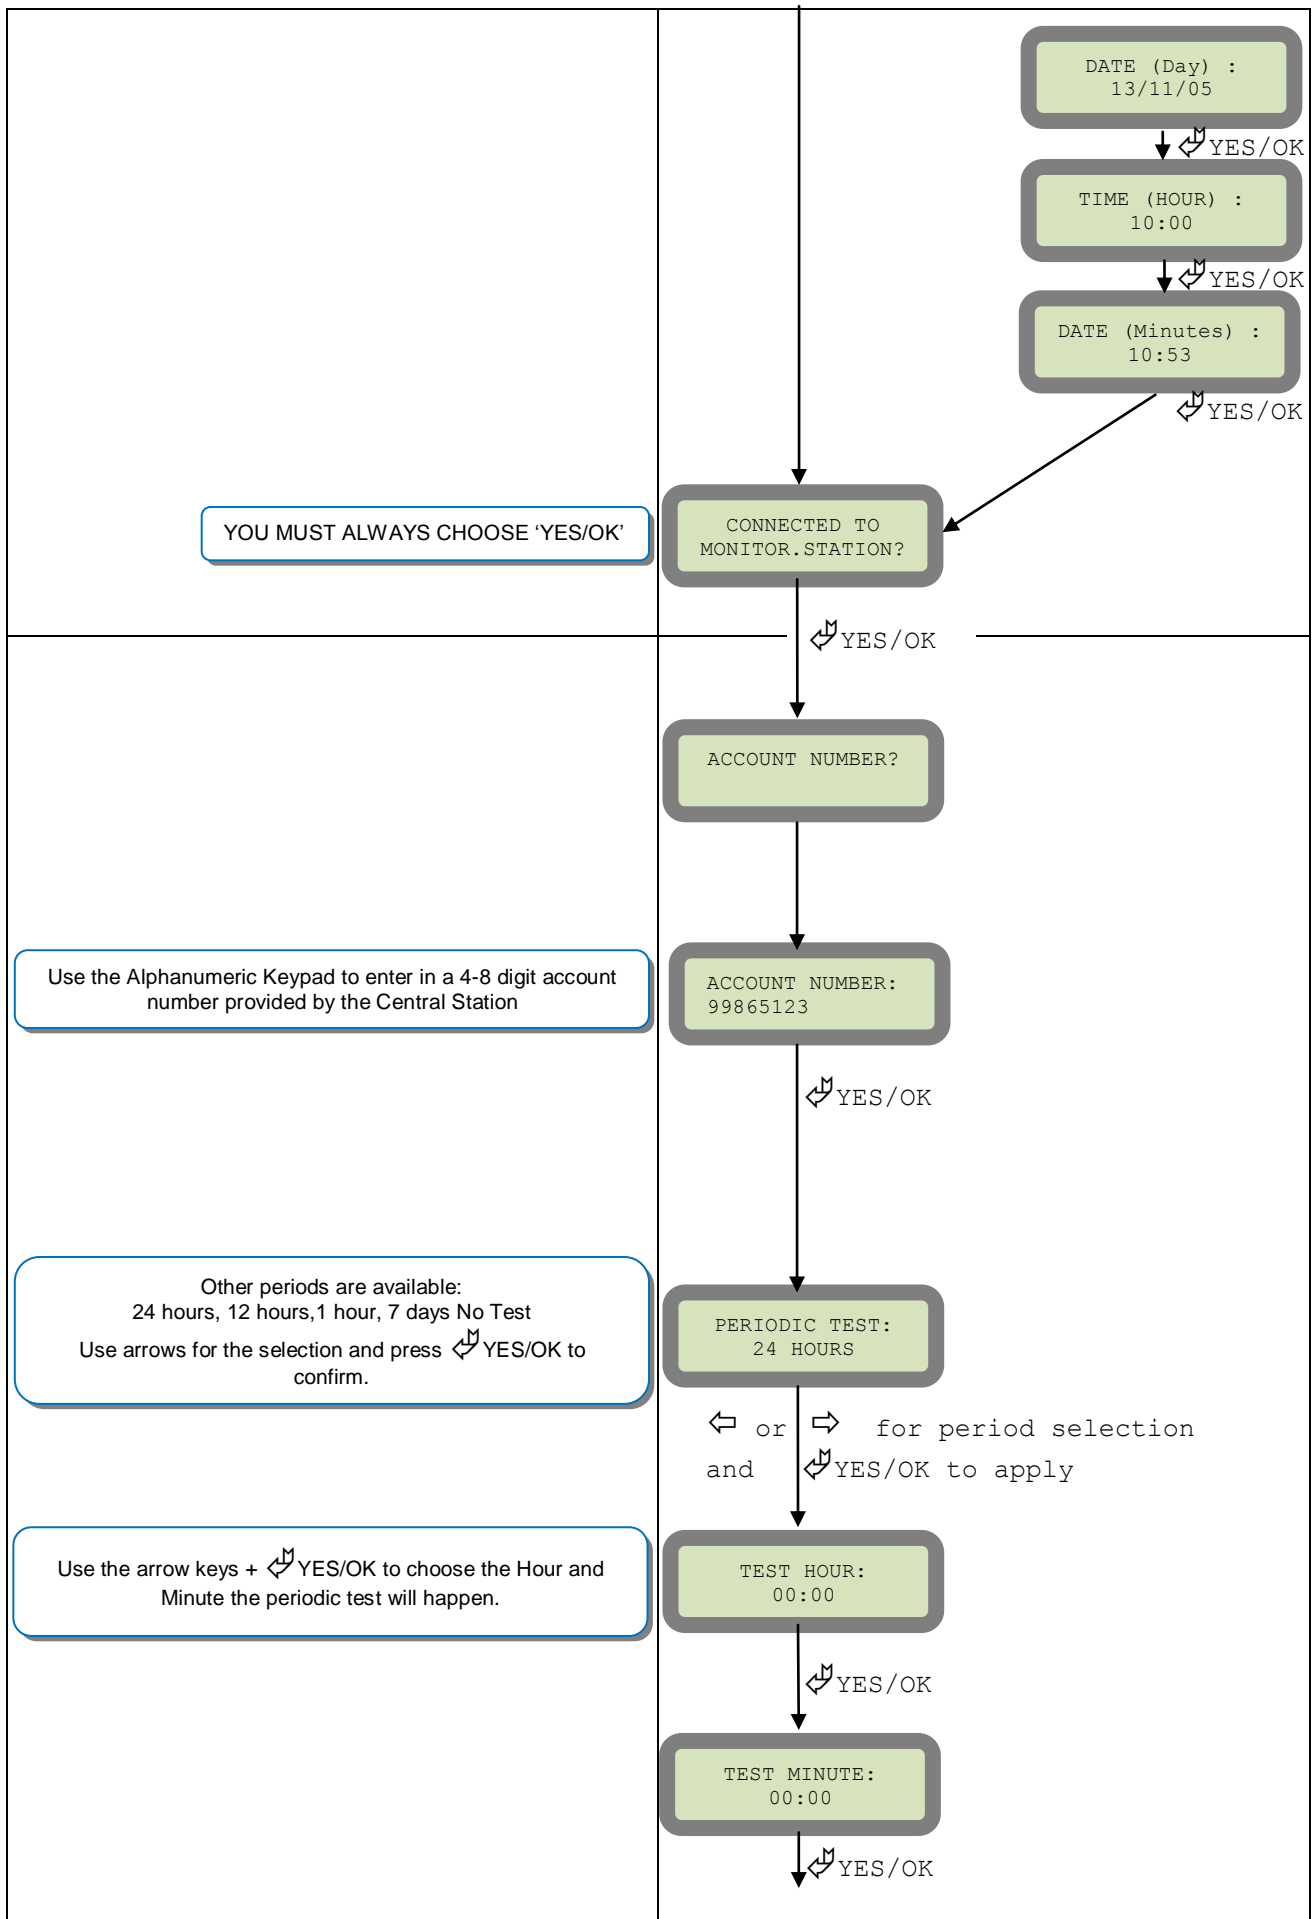 DATE (Day) :
13/11/05
YES/OK
TIME (HOUR) :
10:00
YES/OK
DATE (Minutes) :
10:53
YES/OK
YOU MUST ALWAYS CHOOSE ‘YES/OK’
CONNECTED TO
MONITOR.STATION?
YES/OK
ACCOUNT NUMBER?
Use the Alphanumeric Keypad to enter in a 4-8 digit account
number provided by the Central Station
ACCOUNT NUMBER:
99865123
YES/OK
Other periods are available:
24 hours, 12 hours,1 hour, 7 days No Test
Use arrows for the selection and press YES/OK to
confirm.
PERIODIC TEST:
24 HOURS
⇦ or ⇨ for period selection
and YES/OK to apply
Use the arrow keys + YES/OK to choose the Hour and
Minute the periodic test will happen.
TEST HOUR:
00:00
YES/OK
TEST MINUTE:
00:00
YES/OK